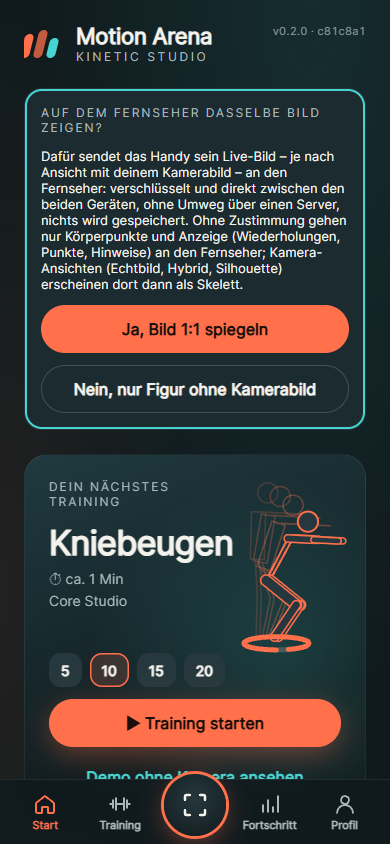 Motion Arena
v0.2.0 · c81c8a1
KINETIC STUDIO
AUF DEM FERNSEHER DASSELBE BILD
ZEIGEN?
Dafür sendet das Handy sein Live-Bild – je nach
Ansicht mit deinem Kamerabild – an den
Fernseher: verschlüsselt und direkt zwischen den
beiden Geräten, ohne Umweg über einen Server,
nichts wird gespeichert. Ohne Zustimmung gehen
nur Körperpunkte und Anzeige (Wiederholungen,
Punkte, Hinweise) an den Fernseher; Kamera-
Ansichten (Echtbild, Hybrid, Silhouette)
erscheinen dort dann als Skelett.
Ja, Bild 1:1 spiegeln
Nein, nur Figur ohne Kamerabild
DEIN NÄCHSTES
TRAINING
Kniebeugen
ca. 1 Min
Core Studio
5 10 15 20
Training starten
Demo ohne Kamera ansehen
Start Training Fortschritt Profil